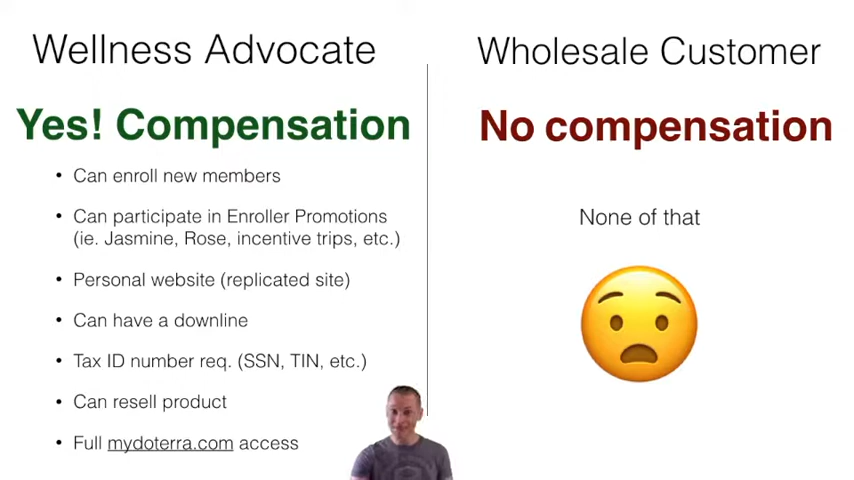 Wellness Advocate
Yes! Compensation
• Can enroll new members
• Can participate in Enroller Promotions
(ie. Jasmine, Rose, incentive trips, etc.)
• Personal website (replicated site)
• Can have a downline
• Tax ID number req. (SSN, TIN, etc.)
• Can resell product
• Full mydoterra.com access
Wholesale Customer
No compensation
None of that